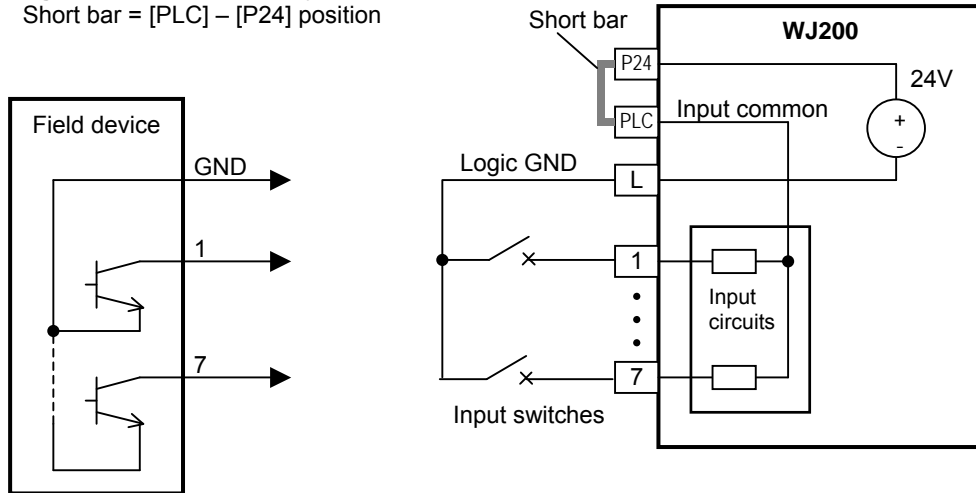 Short bar = [PLC] – [P24] position
Short bar
WJ200
P24
24V
PLC
Input common
+
-
Field device
GND
Logic GND
L
1
1
Input
circuits
7
7
Input switches